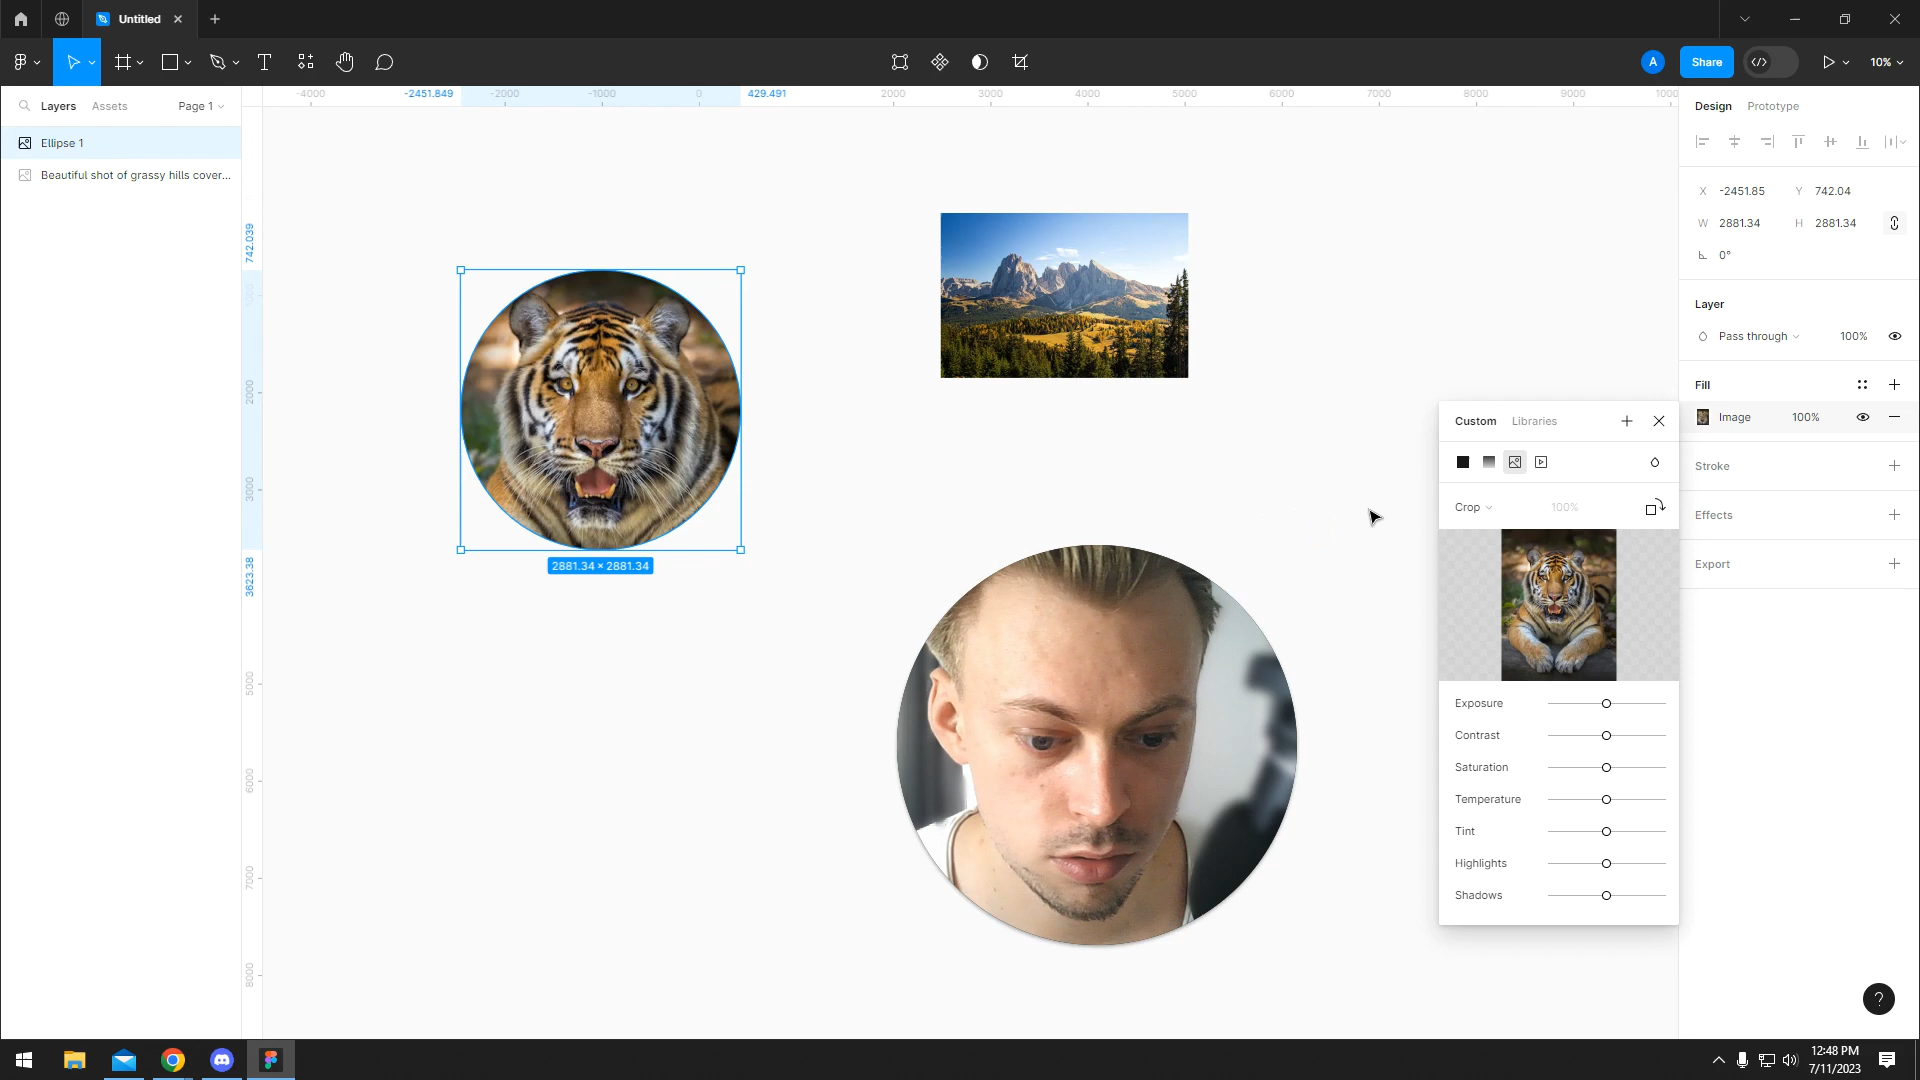 Untitled
Share
10%
Layers
Assets
Page 1
-4000
-2451.849
-2000
-1000
0
429.491
2000
3000
4000
5000
6000
7000
8000
9000
Design
Prototype
Ellipse 1
Beautiful shot of grassy hills cover...
X -2451.85 Y 742.04
W 2881.34 H 2881.34
0°
Layer
Pass through 100%
Fill
Image 100%
Stroke
Effects
Export
742.039
2000
3000
3623.38
5000
6000
7000
8000
2881.34 × 2881.34
Custom Libraries
Crop 100%
Exposure
Contrast
Saturation
Temperature
Tint
Highlights
Shadows
?
A
12:48 PM
7/11/2023